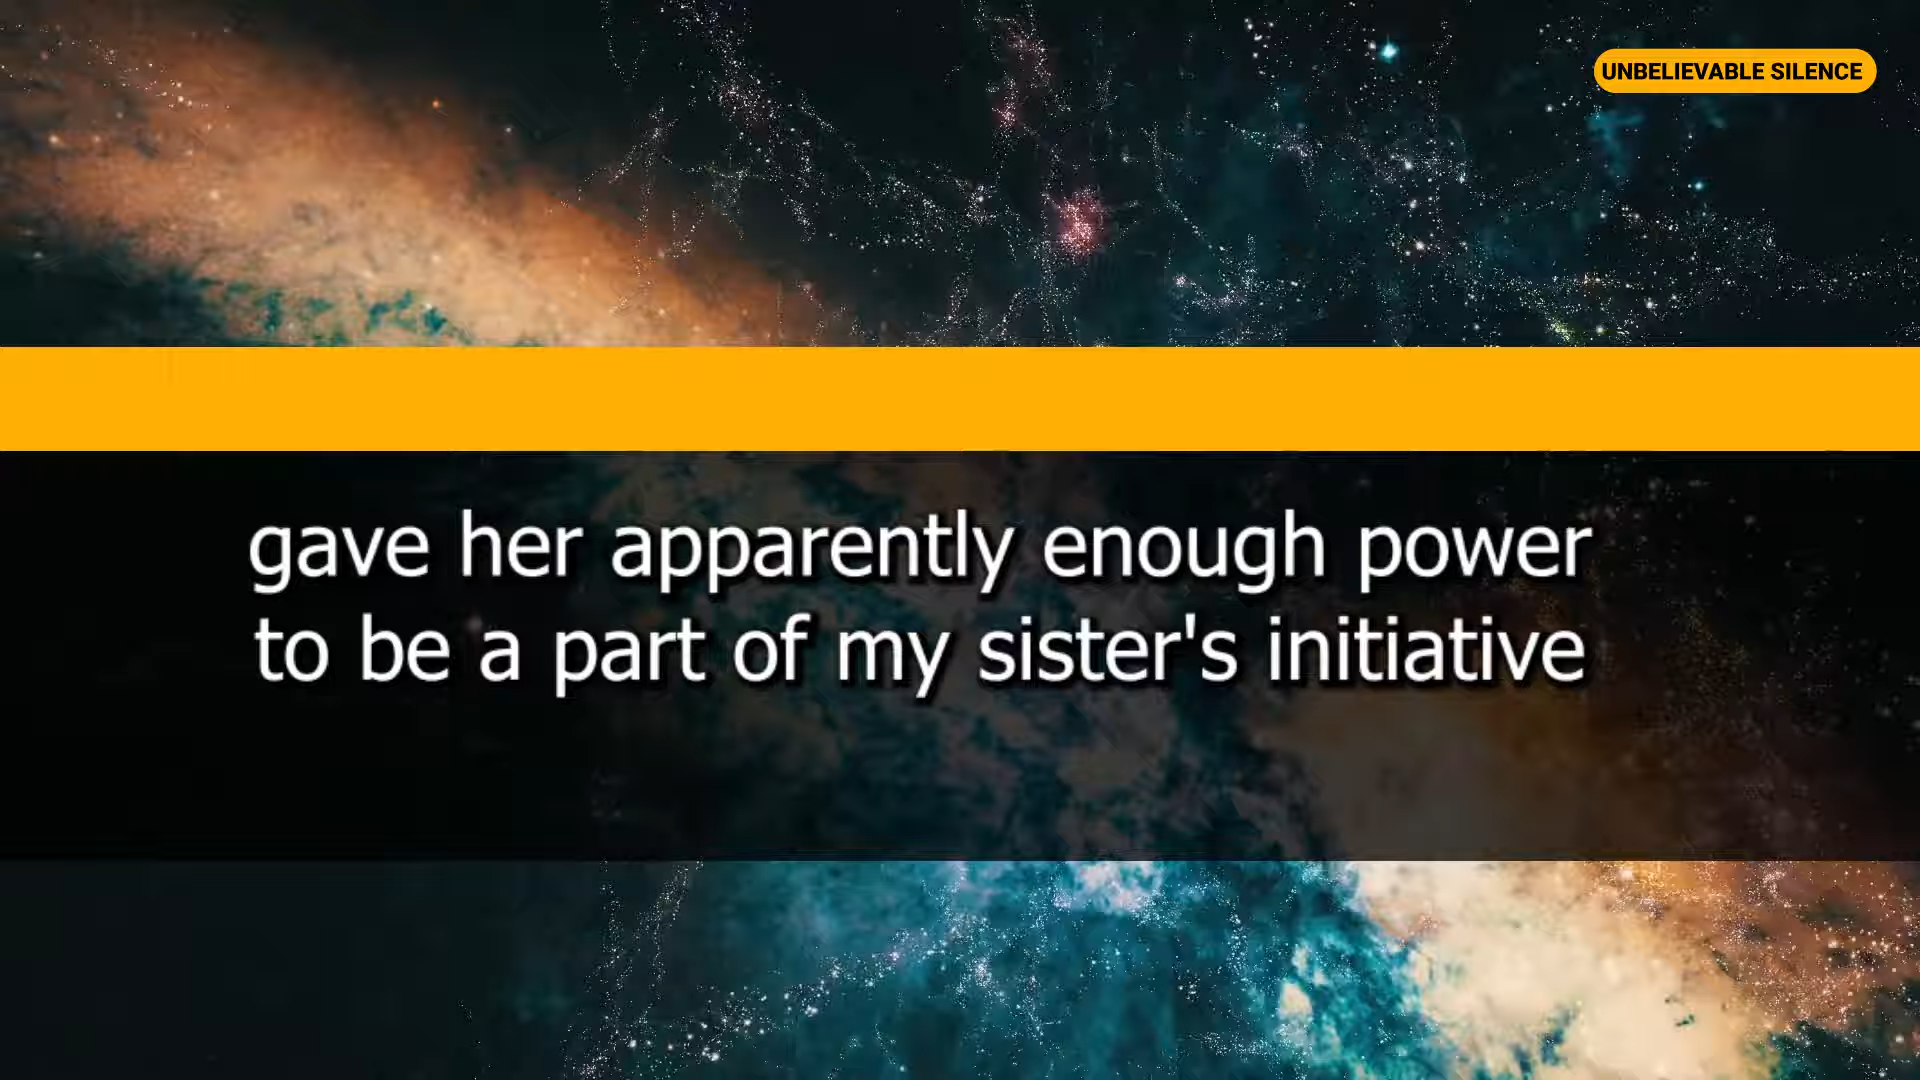 UNBELIEVABLE SILENCE
gave her apparently enough power
to be a part of my sister's initiative